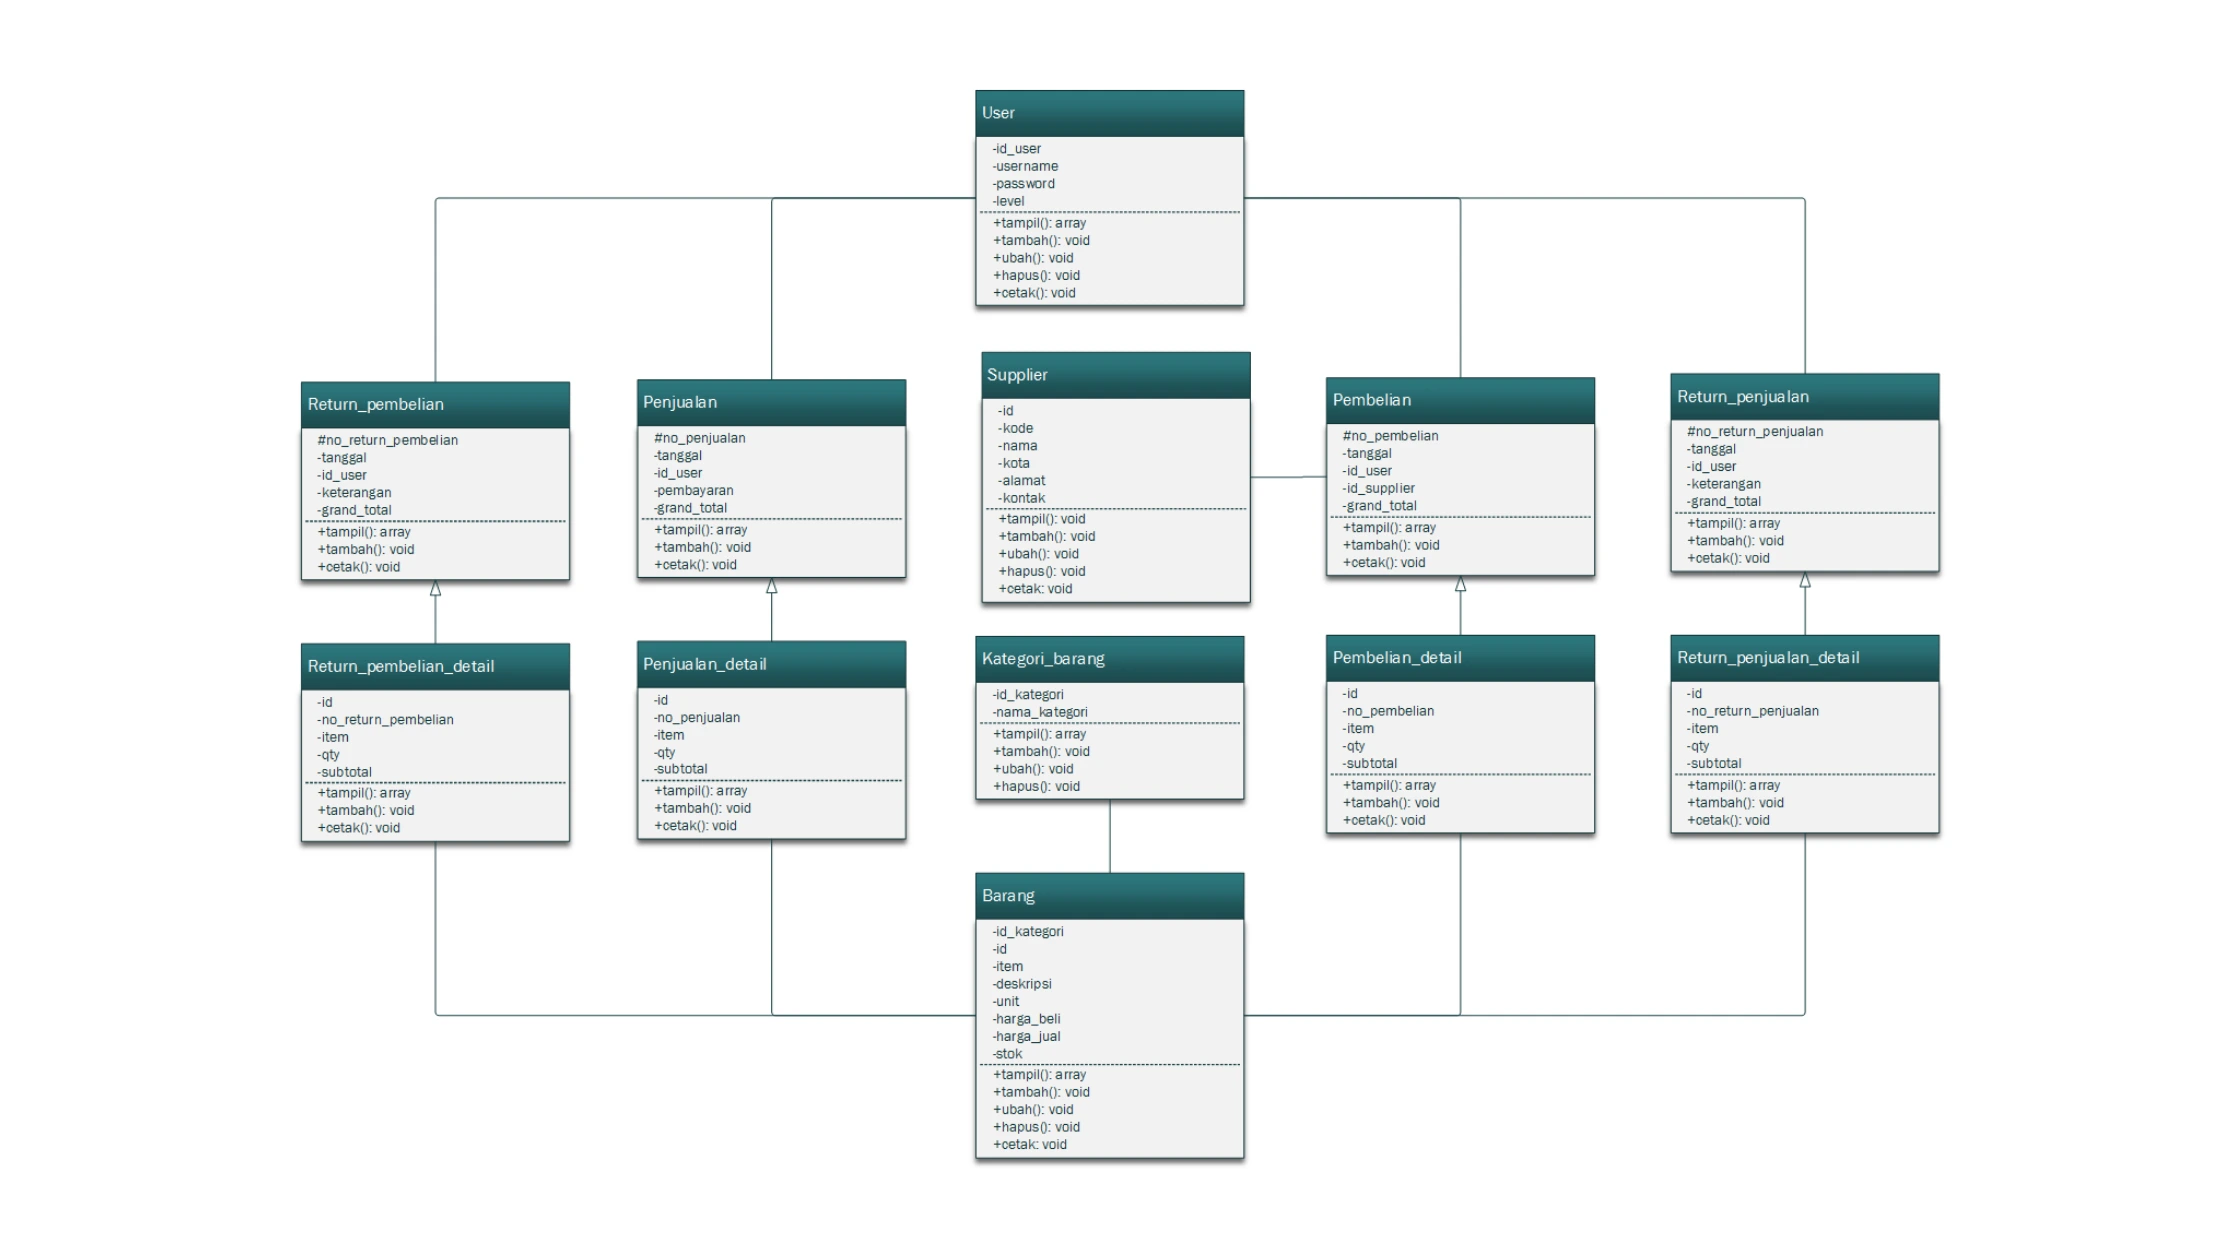 User
-id_user
-username
-password
-level
+tampil(): array
+tambah(): void
+ubah(): void
+hapus(): void
+cetak(): void
Return_pembelian
#no_return_pembelian
-tanggal
-id_user
-keterangan
-grand_total
+tampil(): array
+tambah(): void
+cetak(): void
Penjualan
#no_penjualan
-tanggal
-id_user
-pembayaran
-grand_total
+tampil(): array
+tambah(): void
+cetak(): void
Supplier
-id
-kode
-nama
-kota
-alamat
-kontak
+tampil(): void
+tambah(): void
+ubah(): void
+hapus(): void
+cetak: void
Pembelian
#no_pembelian
-tanggal
-id_user
-id_supplier
-grand_total
+tampil(): array
+tambah(): void
+cetak(): void
Return_penjualan
#no_return_penjualan
-tanggal
-id_user
-keterangan
-grand_total
+tampil(): array
+tambah(): void
+cetak(): void
Return_pembelian_detail
-id
-no_return_pembelian
-item
-qty
-subtotal
+tampil(): array
+tambah(): void
+cetak(): void
Penjualan_detail
-id
-no_penjualan
-item
-qty
-subtotal
+tampil(): array
+tambah(): void
+cetak(): void
Kategori_barang
-id_kategori
-nama_kategori
+tampil(): array
+tambah(): void
+ubah(): void
+hapus(): void
Pembelian_detail
-id
-no_pembelian
-item
-qty
-subtotal
+tampil(): array
+tambah(): void
+cetak(): void
Return_penjualan_detail
-id
-no_return_penjualan
-item
-qty
-subtotal
+tampil(): array
+tambah(): void
+cetak(): void
Barang
-id_kategori
-id
-item
-deskripsi
-unit
-harga_beli
-harga_jual
-stok
+tampil(): array
+tambah(): void
+ubah(): void
+hapus(): void
+cetak: void